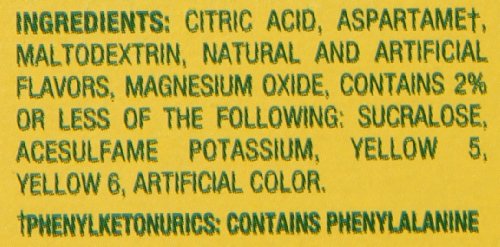 INGREDIENTS: CITRIC ACID, ASPARTAME†,
MALTODEXTRIN, NATURAL AND ARTIFICIAL
FLAVORS, MAGNESIUM OXIDE, CONTAINS 2%
OR LESS OF THE FOLLOWING: SUCRALOSE,
ACESULFAME POTASSIUM, YELLOW 5,
YELLOW 6, ARTIFICIAL COLOR.
†PHENYLKETONURICS: CONTAINS PHENYLALANINE